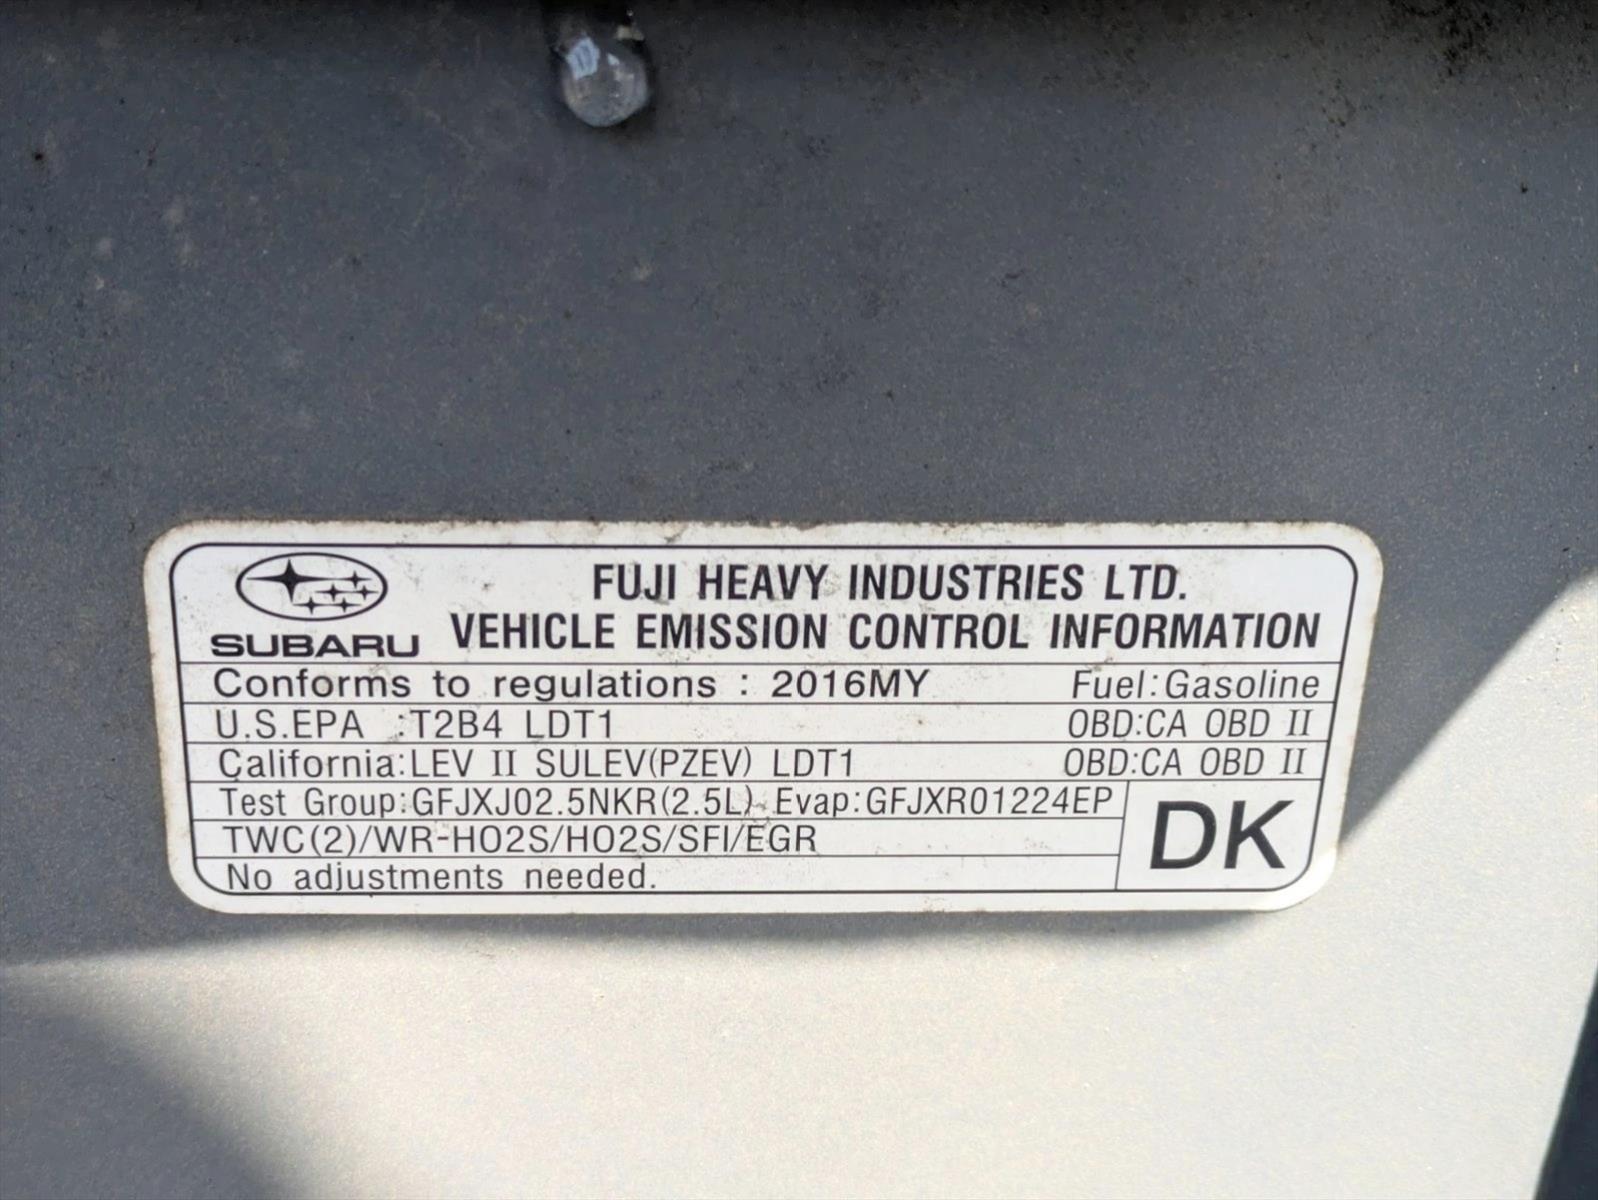 SUBARU
FUJI HEAVY INDUSTRIES LTD.
VEHICLE EMISSION CONTROL INFORMATION
Conforms to regulations : 2016MY Fuel:Gasoline
U.S.EPA :T2B4 LDT1 OBD:CA OBD II
California:LEV II SULEV(PZEV) LDT1 OBD:CA OBD II
Test Group:GFJXJ02.5NKR(2.5L) Evap:GFJXR01224EP
TWC(2)/WR-HO2S/HO2S/SFI/EGR
No adjustments needed.
DK